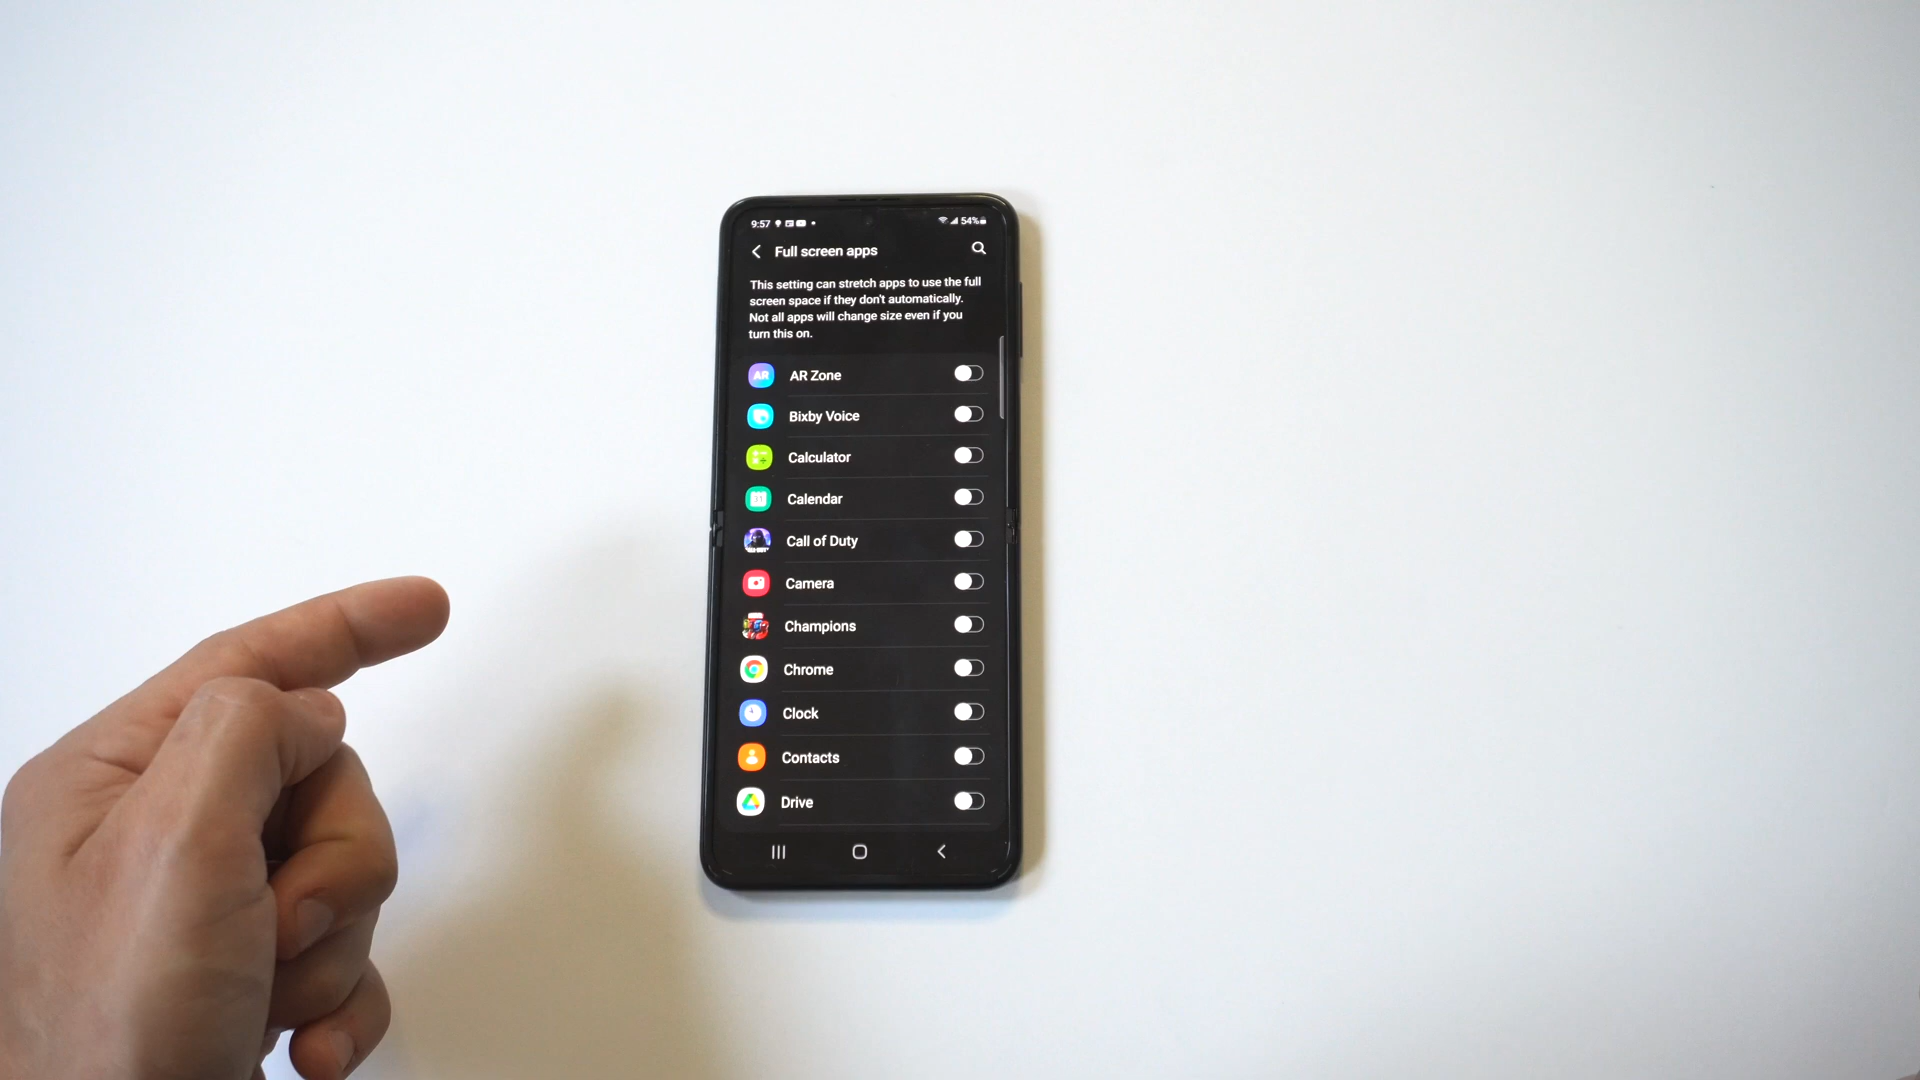 9:57 54%
Full screen apps
This setting can stretch apps to use the full
screen space if they don't automatically.
Not all apps will change size even if you
turn this on.
AR AR Zone
Bixby Voice
Calculator
31 Calendar
Call of Duty
Camera
Champions
Chrome
Clock
Contacts
Drive